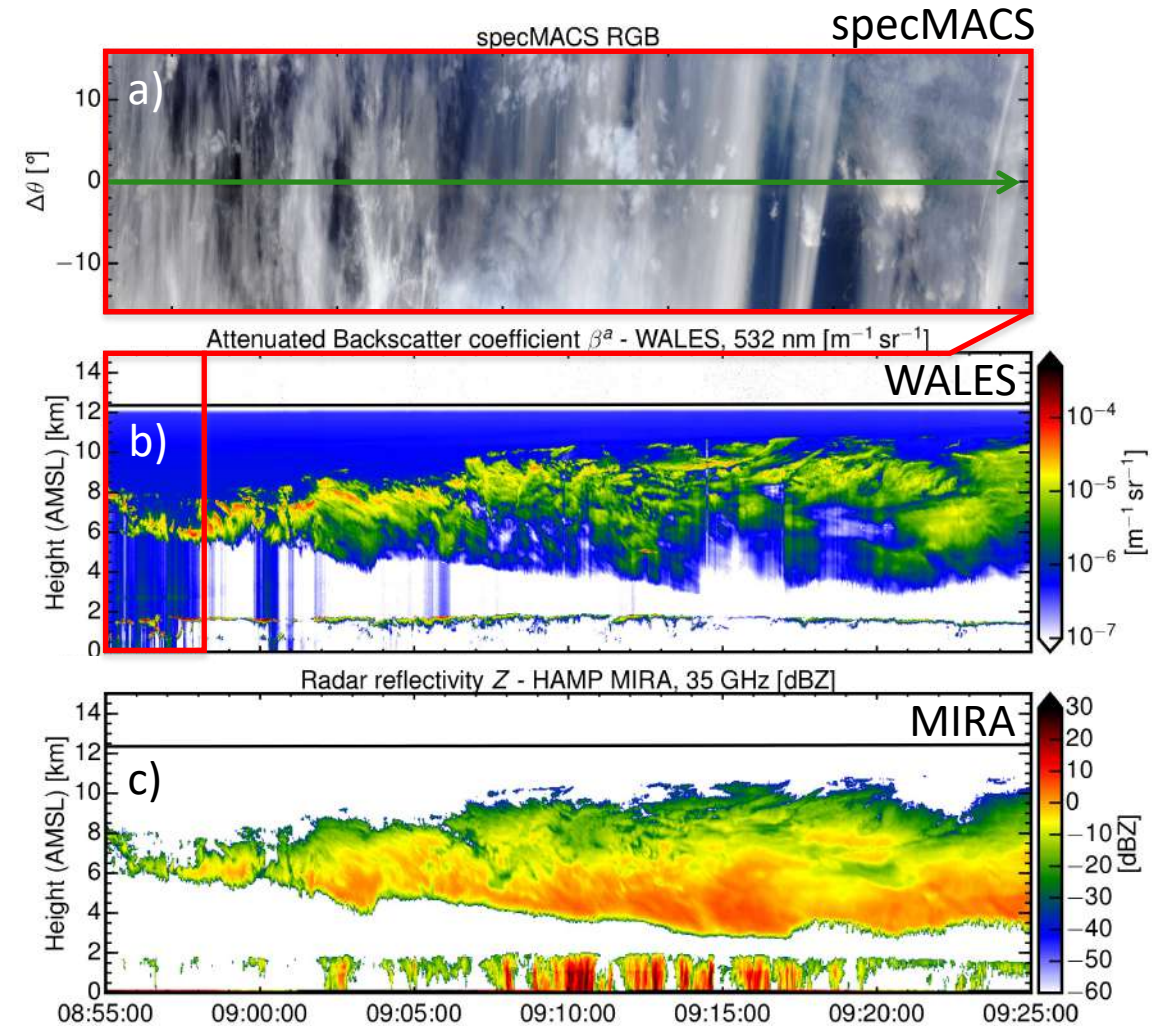 specMACS RGB
specMACS
a)
10
0
−10
Δθ [°]
Attenuated Backscatter coefficient βᵃ - WALES, 532 nm [m⁻¹ sr⁻¹]
WALES
b)
14
12
10
8
6
4
2
0
Height (AMSL) [km]
10⁻⁴
10⁻⁵
10⁻⁶
10⁻⁷
[m⁻¹ sr⁻¹]
Radar reflectivity Z - HAMP MIRA, 35 GHz [dBZ]
MIRA
c)
14
12
10
8
6
4
2
0
Height (AMSL) [km]
30
20
10
0
−10
−20
−30
−40
−50
−60
[dBZ]
08:55:00 09:00:00 09:05:00 09:10:00 09:15:00 09:20:00 09:25:00